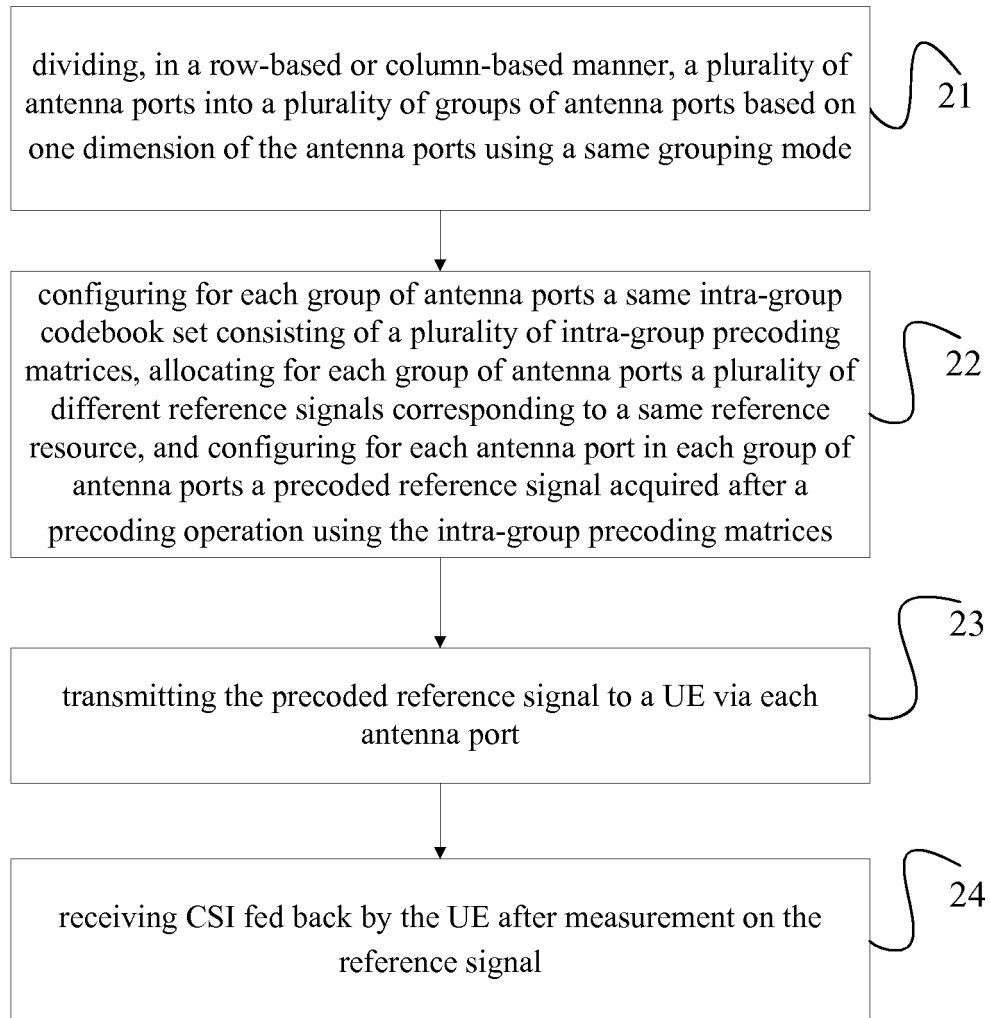 dividing, in a row-based or column-based manner, a plurality of
antenna ports into a plurality of groups of antenna ports based on
one dimension of the antenna ports using a same grouping mode
21
configuring for each group of antenna ports a same intra-group
codebook set consisting of a plurality of intra-group precoding
matrices, allocating for each group of antenna ports a plurality of
different reference signals corresponding to a same reference
resource, and configuring for each antenna port in each group of
antenna ports a precoded reference signal acquired after a
precoding operation using the intra-group precoding matrices
22
transmitting the precoded reference signal to a UE via each
antenna port
23
receiving CSI fed back by the UE after measurement on the
reference signal
24